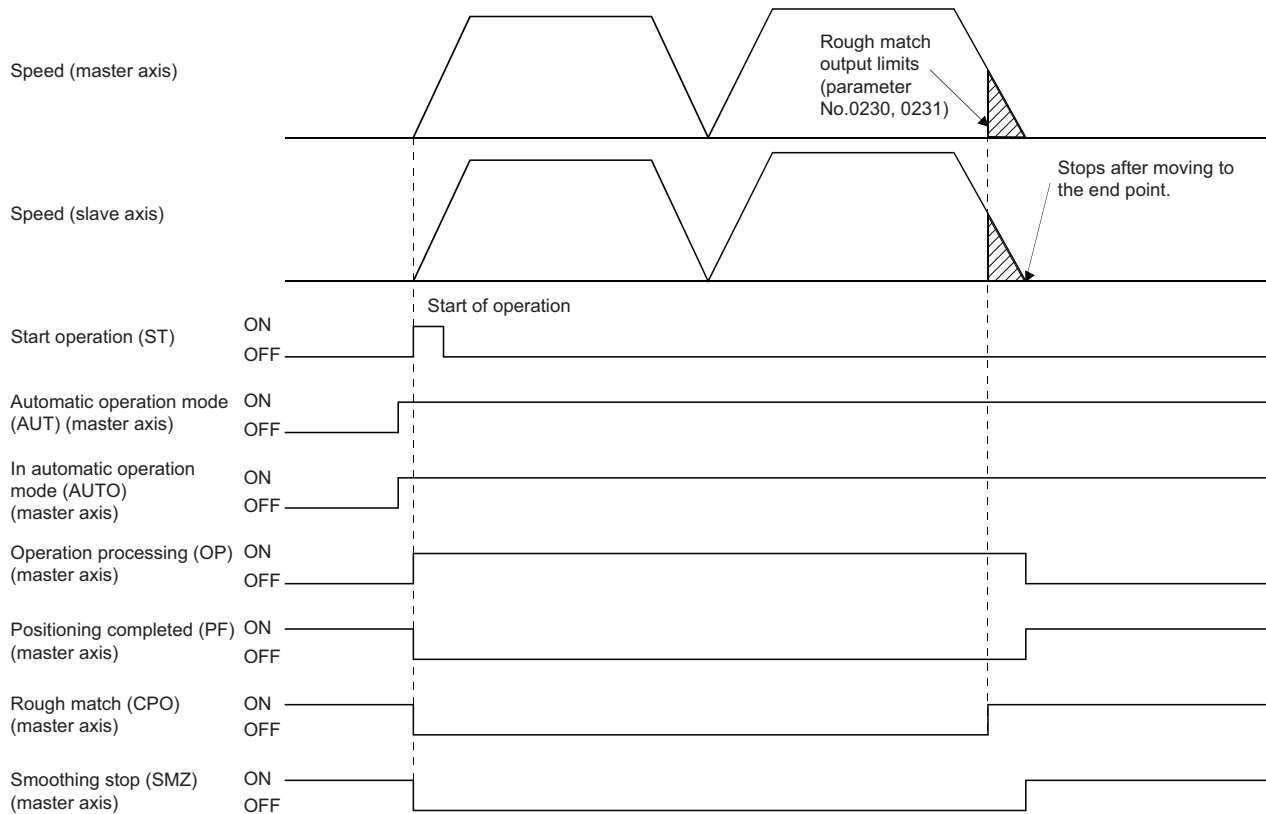 Speed (master axis)
Rough match
output limits
(parameter
No.0230, 0231)
Speed (slave axis)
Stops after moving to
the end point.
Start of operation
Start operation (ST)
ON
OFF
Automatic operation mode
(AUT) (master axis)
ON
OFF
In automatic operation
mode (AUTO)
(master axis)
ON
OFF
Operation processing (OP)
(master axis)
ON
OFF
Positioning completed (PF)
(master axis)
ON
OFF
Rough match (CPO)
(master axis)
ON
OFF
Smoothing stop (SMZ)
(master axis)
ON
OFF